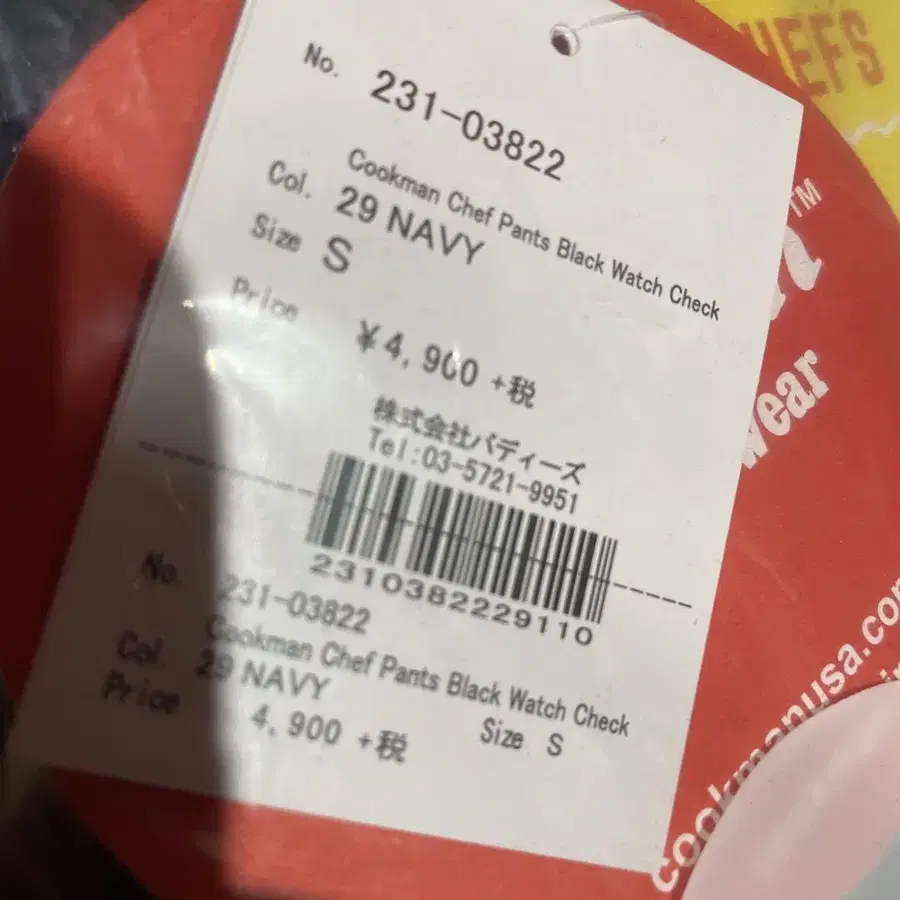 No. 231-03822
Cookman Chef Pants Black Watch Check
Col. 29 NAVY
Size S
Price ¥4,900 +税
株式会社バディーズ
Tel:03-5721-9951
2310382229110
No. 231-03822
Cookman Chef Pants Black Watch Check
Col. 29 NAVY
Price 4,900 +税 Size S
TM
wear
cookmanusa.com